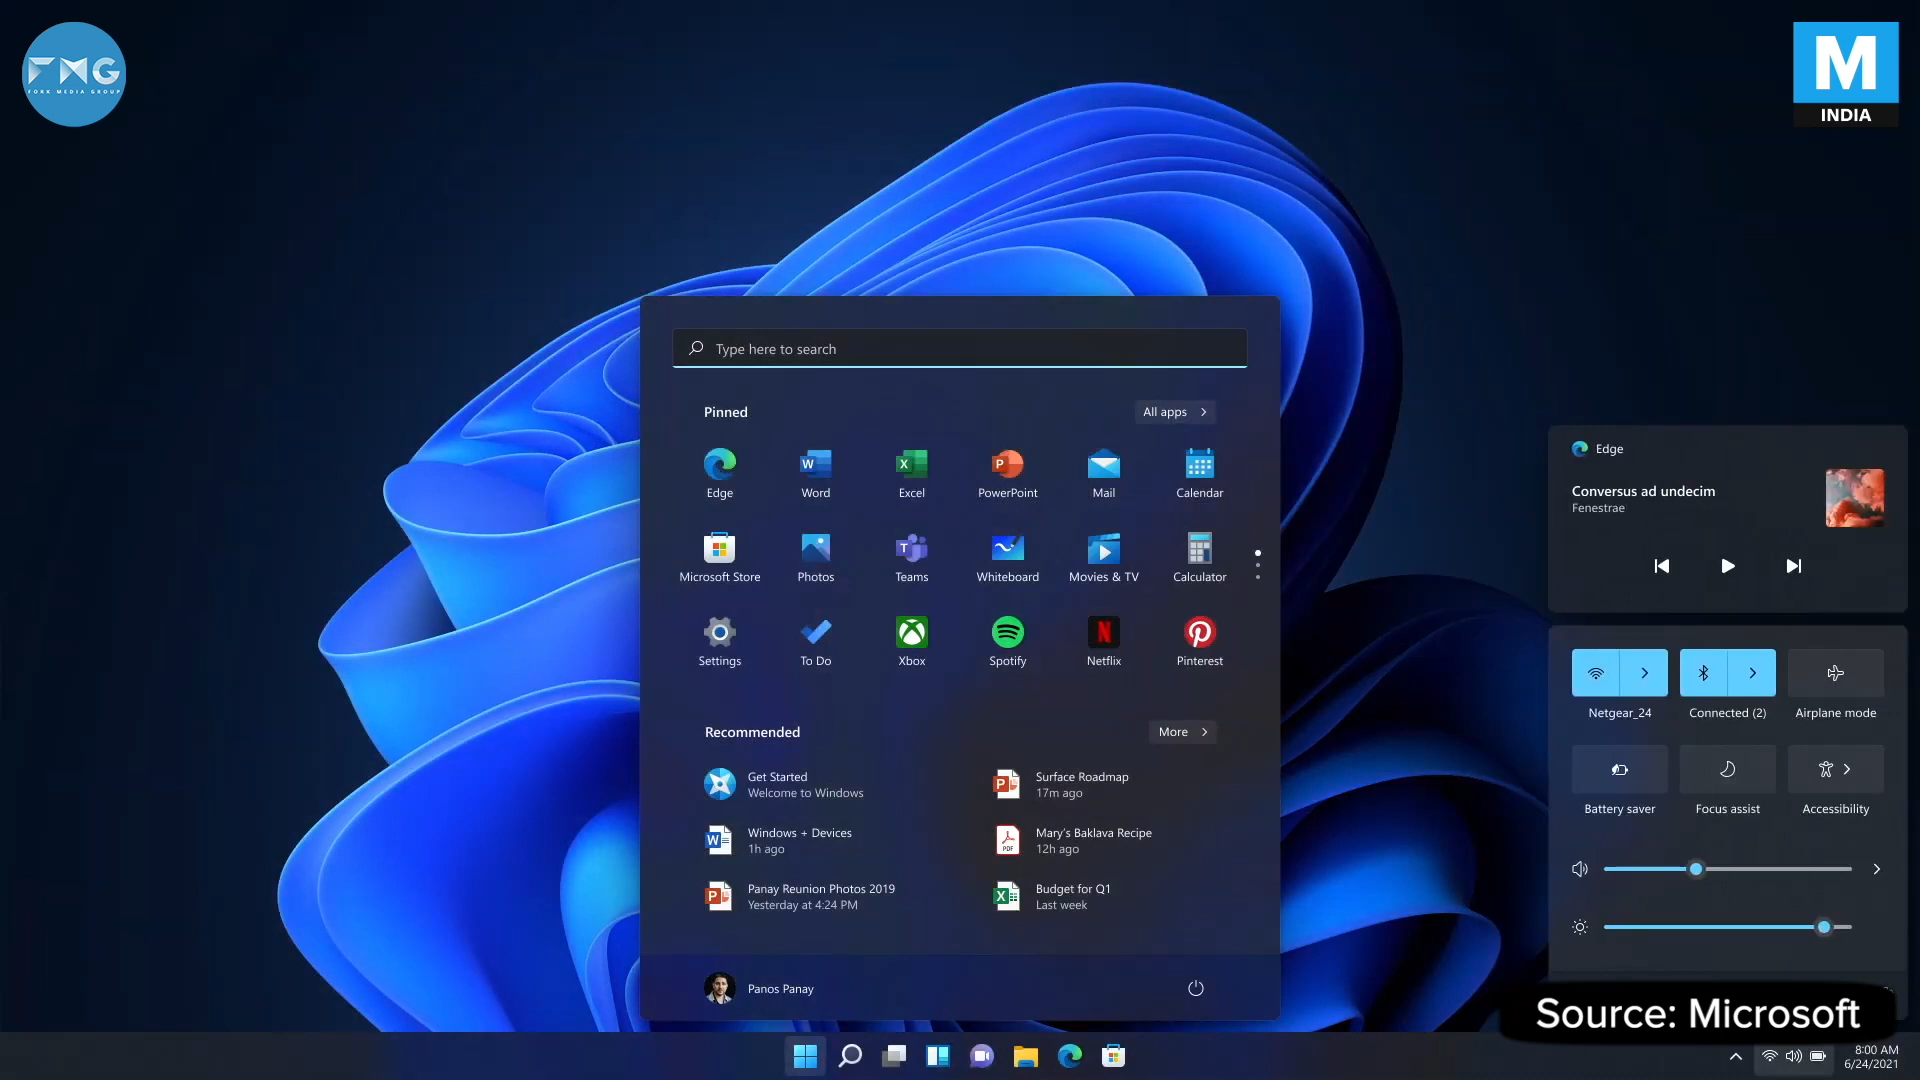 FMG
FORK MEDIA GROUP
M
INDIA
Type here to search
Pinned
All apps
Edge
Word
Excel
PowerPoint
Mail
Calendar
Microsoft Store
Photos
Teams
Whiteboard
Movies & TV
Calculator
Settings
To Do
Xbox
Spotify
Netflix
Pinterest
Recommended
More
Get Started
Welcome to Windows
Surface Roadmap
17m ago
Windows + Devices
1h ago
Mary's Baklava Recipe
12h ago
Panay Reunion Photos 2019
Yesterday at 4:24 PM
Budget for Q1
Last week
Panos Panay
Edge
Conversus ad undecim
Fenestrae
Netgear_24
Connected (2)
Airplane mode
Battery saver
Focus assist
Accessibility
Source: Microsoft
8:00 AM
6/24/2021